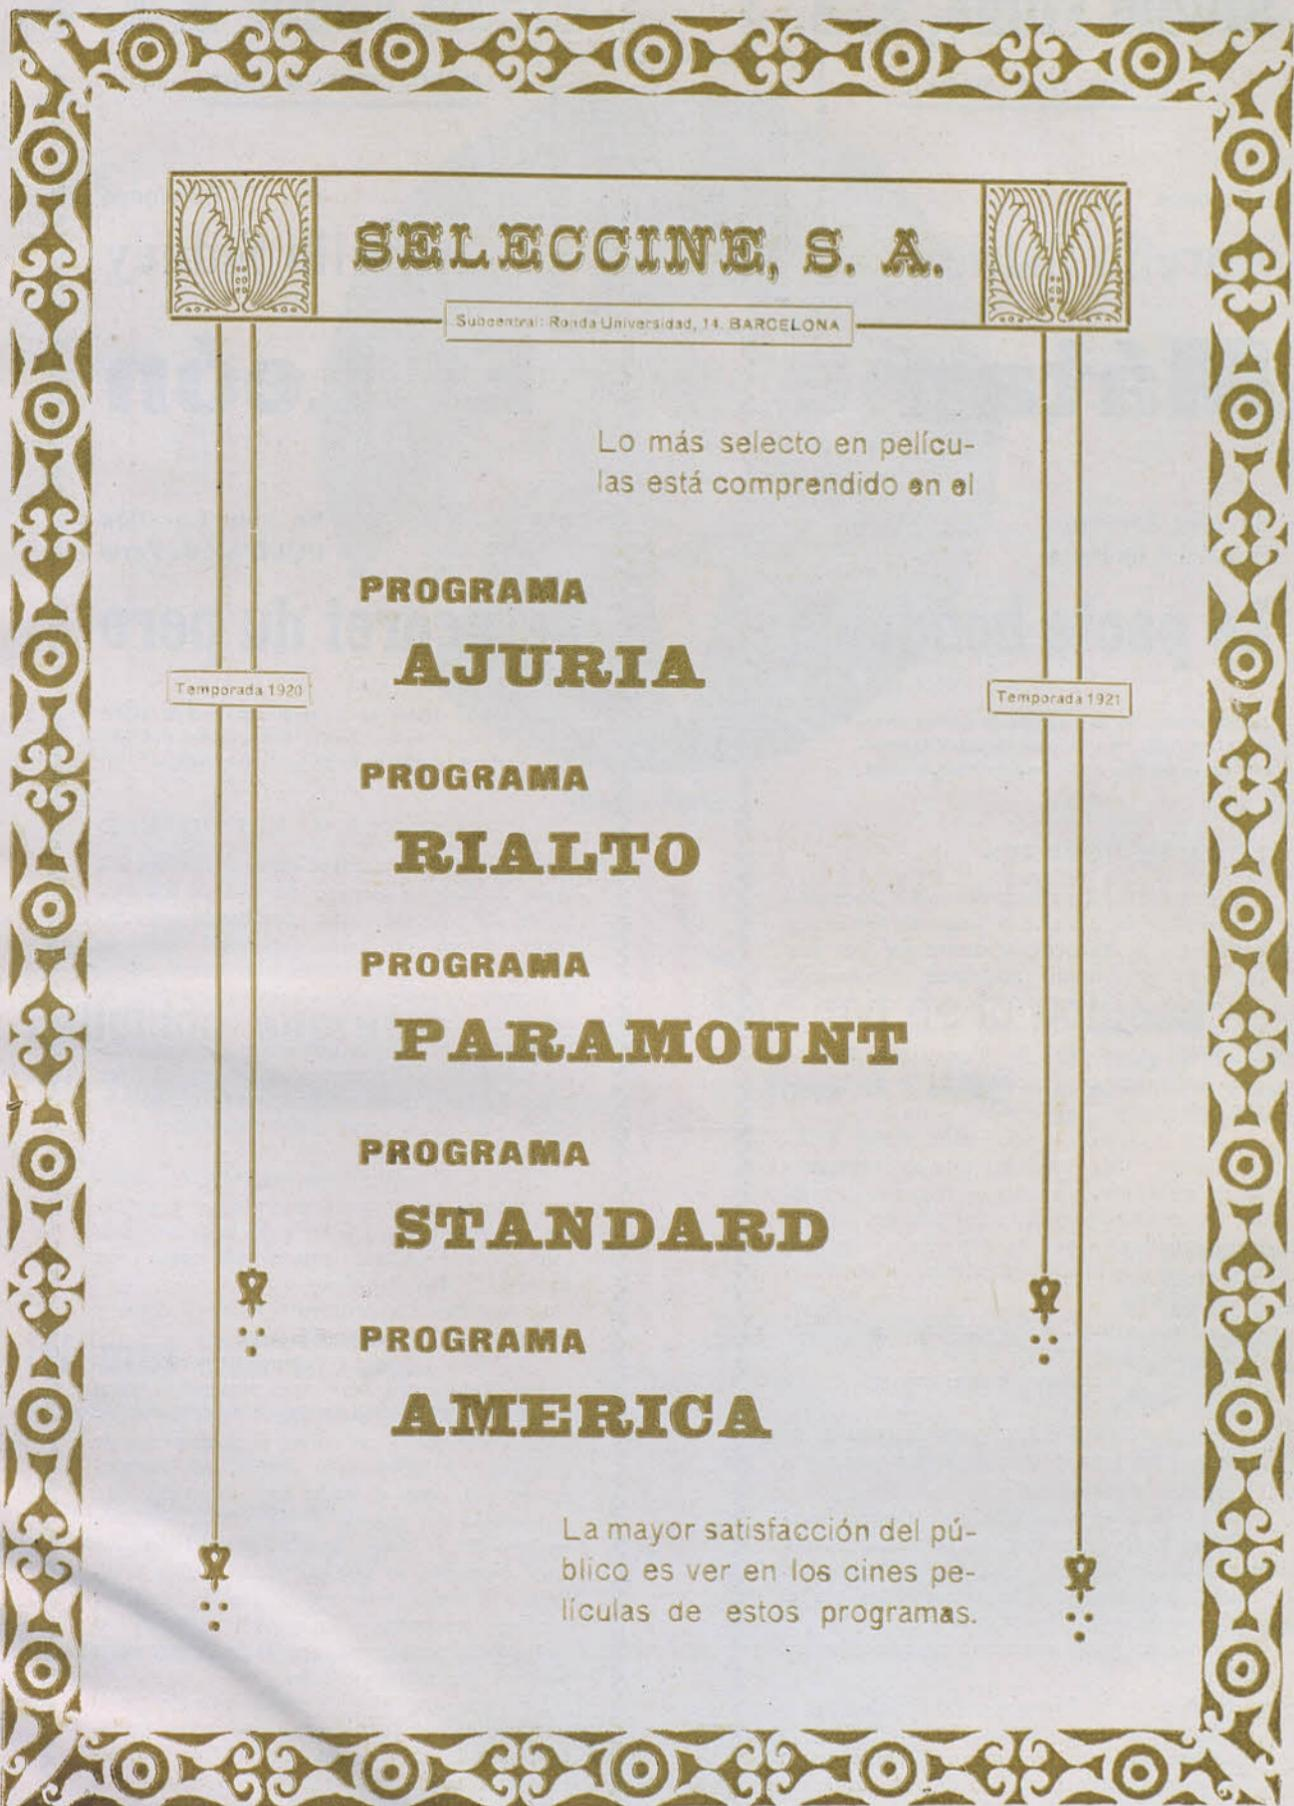 SELECCINE, S. A.
Subcentral: Ronda Universidad, 14. BARCELONA
Lo más selecto en pelícu-
las está comprendido en el
PROGRAMA
AJURIA
Temporada 1920
Temporada 1921
PROGRAMA
RIALTO
PROGRAMA
PARAMOUNT
PROGRAMA
STANDARD
PROGRAMA
AMERICA
La mayor satisfacción del pú-
blico es ver en los cines pe-
lículas de estos programas.